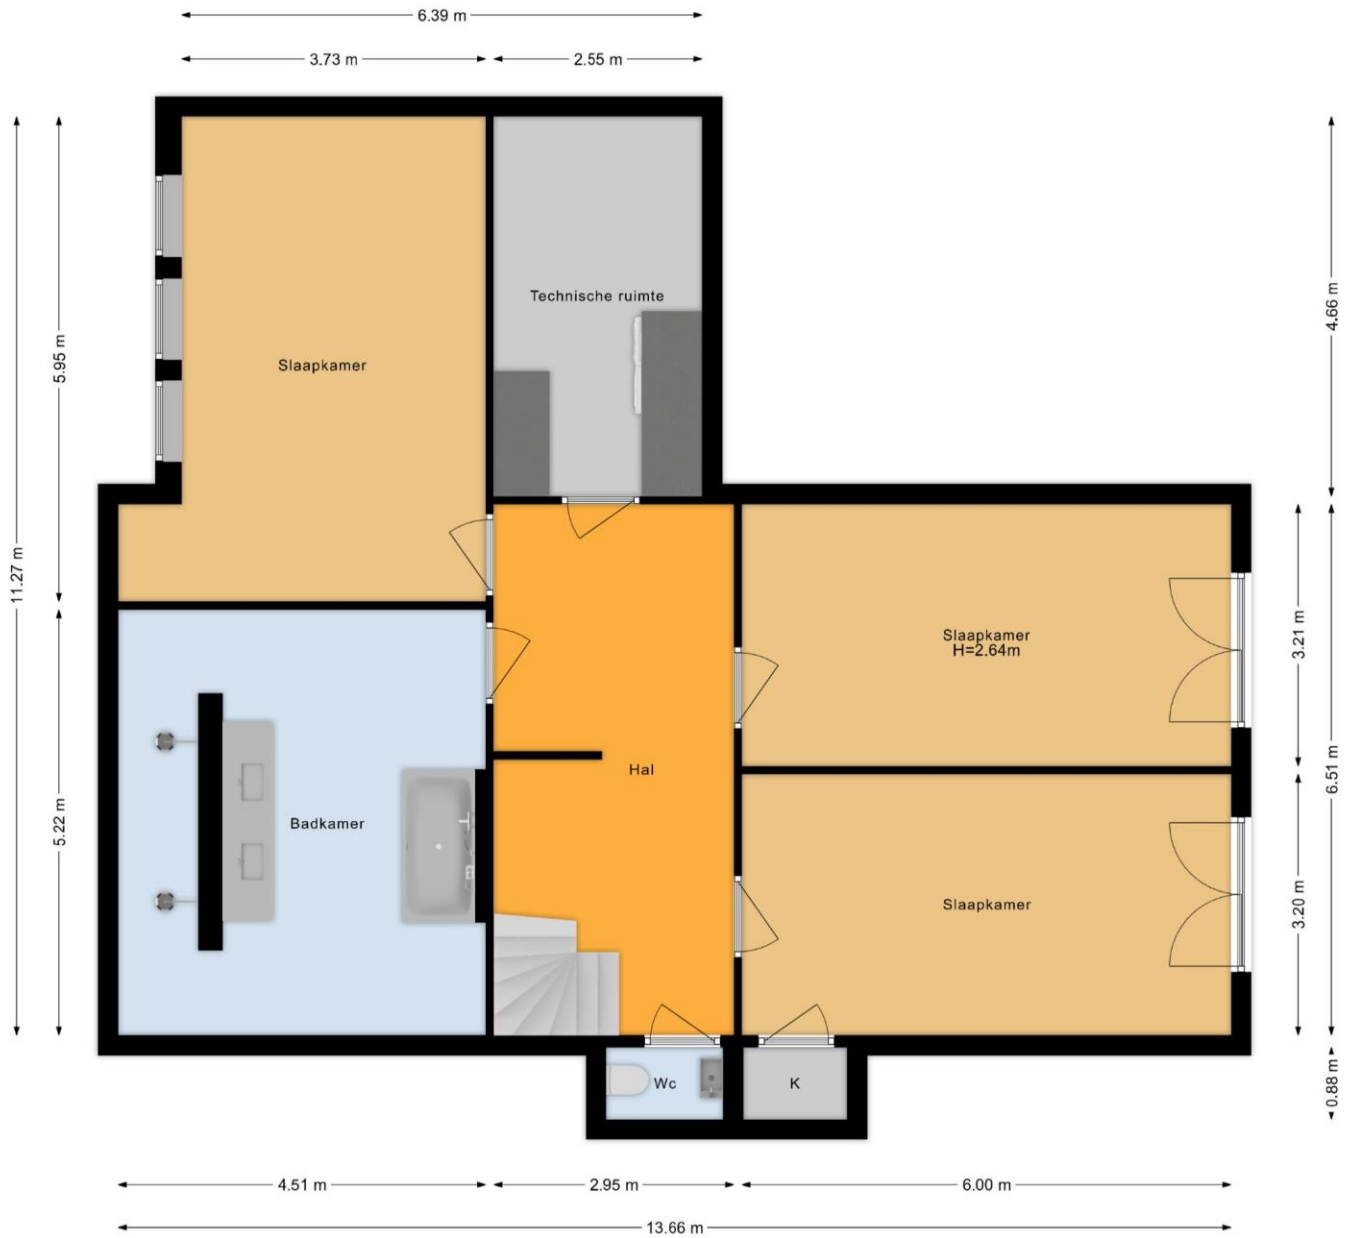 6.39 m
3.73 m
2.55 m
11.27 m
5.95 m
5.22 m
4.66 m
6.51 m
3.21 m
3.20 m
0.88 m
Technische ruimte
Slaapkamer
Slaapkamer
H=2.64m
Hal
Badkamer
Slaapkamer
Wc
K
4.51 m
2.95 m
6.00 m
13.66 m